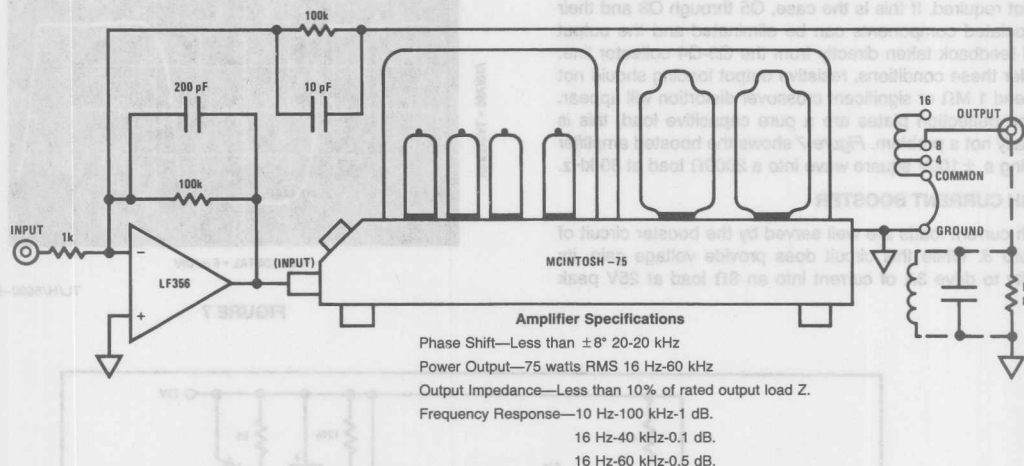 100k
200 pF
10 pF
16
OUTPUT
8
4
COMMON
100k
INPUT
1k
GROUND
−
LF356
(INPUT)
MCINTOSH –75
+
Amplifier Specifications
Phase Shift—Less than ±8° 20-20 kHz
Power Output—75 watts RMS 16 Hz-60 kHz
Output Impedance—Less than 10% of rated output load Z.
Frequency Response—10 Hz-100 kHz-1 dB.
16 Hz-40 kHz-0.1 dB.
16 Hz-60 kHz-0.5 dB.